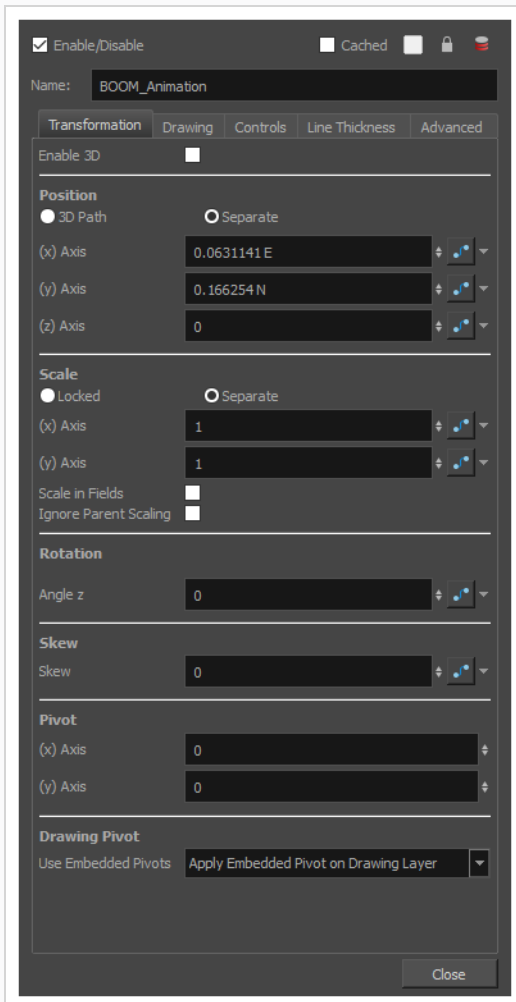 Enable/Disable Cached
Name: BOOM_Animation
Transformation Drawing Controls Line Thickness Advanced
Enable 3D
Position
3D Path Separate
(x) Axis 0.0631141 E
(y) Axis 0.166254 N
(z) Axis 0
Scale
Locked Separate
(x) Axis 1
(y) Axis 1
Scale in Fields
Ignore Parent Scaling
Rotation
Angle z 0
Skew
Skew 0
Pivot
(x) Axis 0
(y) Axis 0
Drawing Pivot
Use Embedded Pivots Apply Embedded Pivot on Drawing Layer
Close